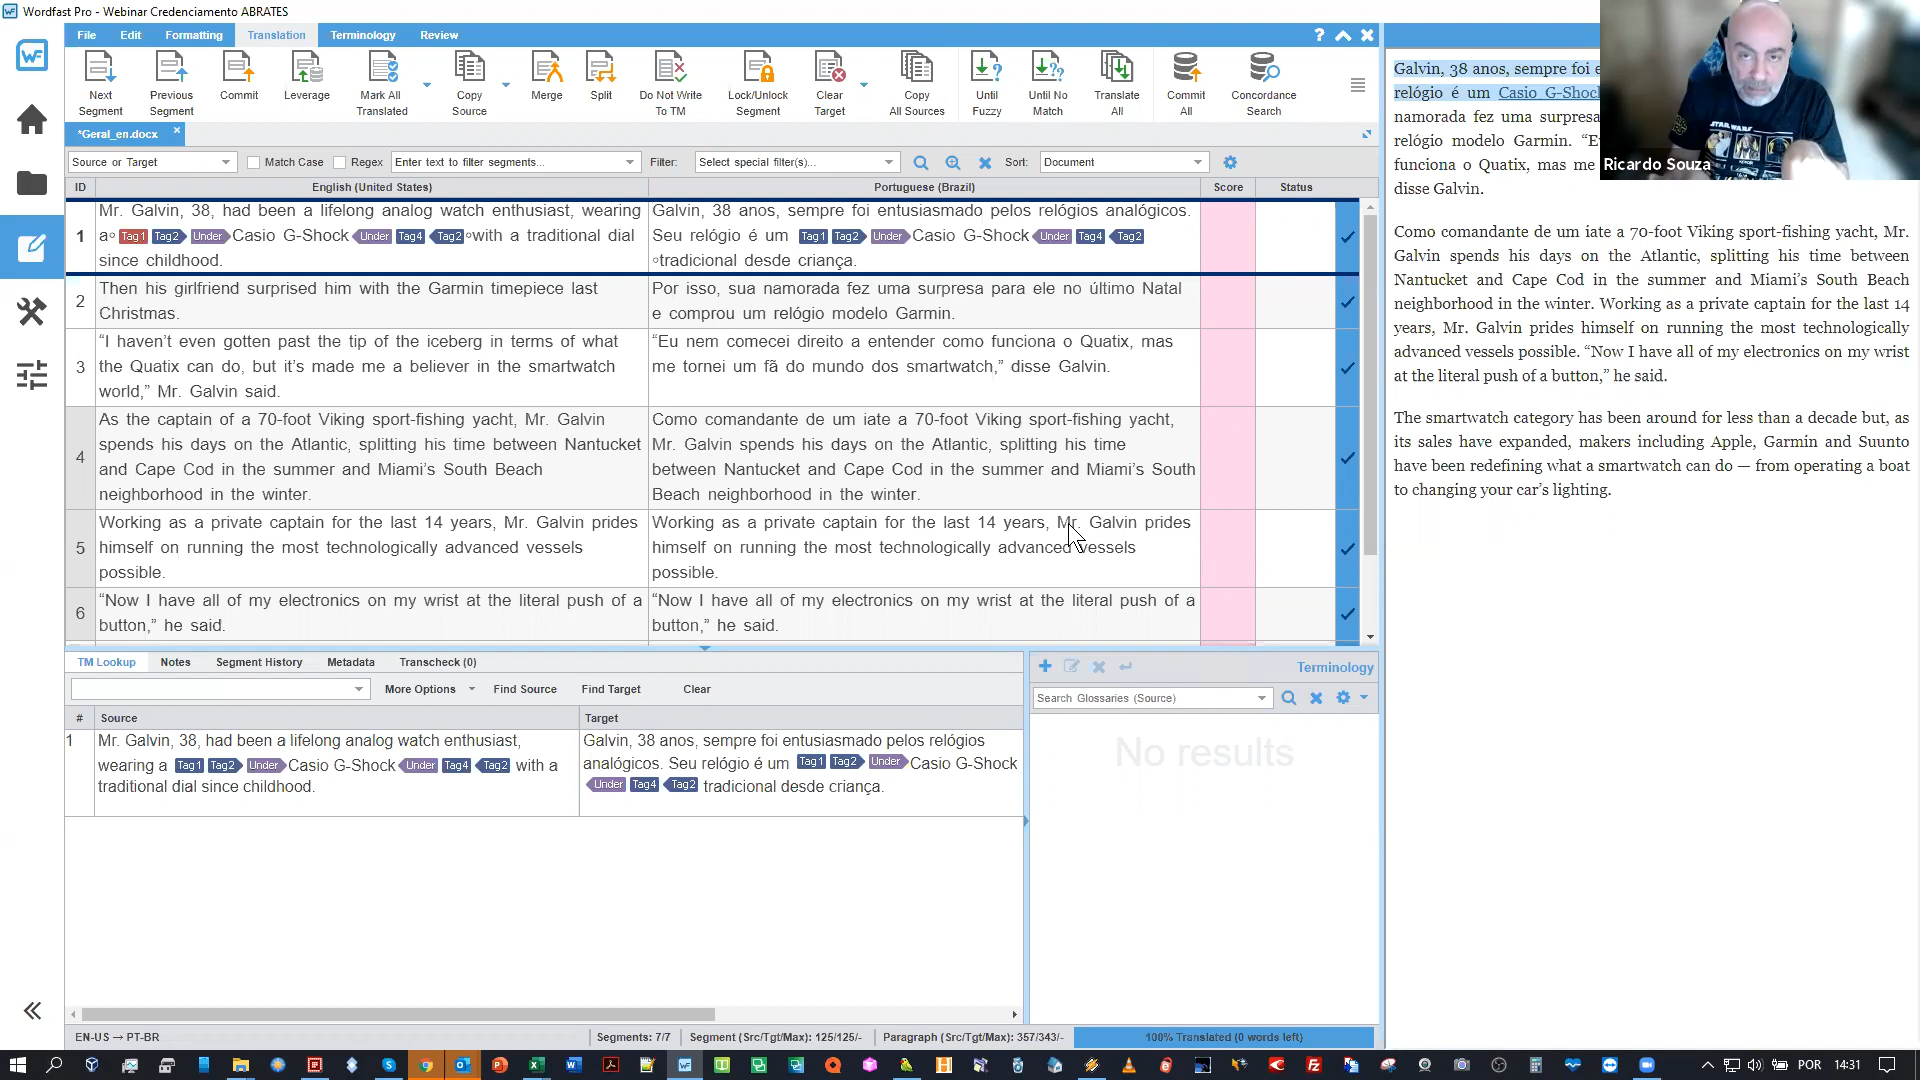 Wordfast Pro - Webinar Credenciamento ABRATES
File Edit Formatting Translation Terminology Review
Next Segment
Previous Segment
Commit
Leverage
Mark All Translated
Copy Source
Merge
Split
Do Not Write To TM
Lock/Unlock Segment
Clear Target
Copy All Sources
Until Fuzzy
Until No Match
Translate All
Commit All
Concordance Search
*Geral_en.docx
Source or Target Match Case Regex Enter text to filter segments... Filter: Select special filter(s)... Sort: Document
ID English (United States) Portuguese (Brazil) Score Status
1
Mr. Galvin, 38, had been a lifelong analog watch enthusiast, wearing
a Tag1 Tag2 Under Casio G-Shock Under Tag4 Tag2 with a traditional dial
since childhood.
Galvin, 38 anos, sempre foi entusiasmado pelos relógios analógicos.
Seu relógio é um Tag1 Tag2 Under Casio G-Shock Under Tag4 Tag2
tradicional desde criança.
2
Then his girlfriend surprised him with the Garmin timepiece last
Christmas.
Por isso, sua namorada fez uma surpresa para ele no último Natal
e comprou um relógio modelo Garmin.
3
“I haven’t even gotten past the tip of the iceberg in terms of what
the Quatix can do, but it’s made me a believer in the smartwatch
world,” Mr. Galvin said.
“Eu nem comecei direito a entender como funciona o Quatix, mas
me tornei um fã do mundo dos smartwatch,” disse Galvin.
4
As the captain of a 70-foot Viking sport-fishing yacht, Mr. Galvin
spends his days on the Atlantic, splitting his time between Nantucket
and Cape Cod in the summer and Miami’s South Beach
neighborhood in the winter.
Como comandante de um iate a 70-foot Viking sport-fishing yacht,
Mr. Galvin spends his days on the Atlantic, splitting his time
between Nantucket and Cape Cod in the summer and Miami’s South
Beach neighborhood in the winter.
5
Working as a private captain for the last 14 years, Mr. Galvin prides
himself on running the most technologically advanced vessels
possible.
Working as a private captain for the last 14 years, Mr. Galvin prides
himself on running the most technologically advanced vessels
possible.
6
“Now I have all of my electronics on my wrist at the literal push of a
button,” he said.
“Now I have all of my electronics on my wrist at the literal push of a
button,” he said.
TM Lookup Notes Segment History Metadata Transcheck (0)
More Options Find Source Find Target Clear
# Source Target
1
Mr. Galvin, 38, had been a lifelong analog watch enthusiast,
wearing a Tag1 Tag2 Under Casio G-Shock Under Tag4 Tag2 with a
traditional dial since childhood.
Galvin, 38 anos, sempre foi entusiasmado pelos relógios
analógicos. Seu relógio é um Tag1 Tag2 Under Casio G-Shock
Under Tag4 Tag2 tradicional desde criança.
Terminology
Search Glossaries (Source)
No results
EN-US → PT-BR Segments: 7/7 Segment (Src/Tgt/Max): 125/125/- Paragraph (Src/Tgt/Max): 357/343/- 100% Translated (0 words left)
Galvin, 38 anos, sempre foi
relógio é um Casio G-Shock
namorada fez uma surpresa
relógio modelo Garmin.
funciona o Quatix, mas me
disse Galvin.
Como comandante de um iate a 70-foot Viking sport-fishing yacht, Mr.
Galvin spends his days on the Atlantic, splitting his time between
Nantucket and Cape Cod in the summer and Miami’s South Beach
neighborhood in the winter. Working as a private captain for the last 14
years, Mr. Galvin prides himself on running the most technologically
advanced vessels possible. “Now I have all of my electronics on my wrist
at the literal push of a button,” he said.
The smartwatch category has been around for less than a decade but, as
its sales have expanded, makers including Apple, Garmin and Suunto
have been redefining what a smartwatch can do — from operating a boat
to changing your car’s lighting.
STAR WARS
Ricardo Souza
POR 14:31